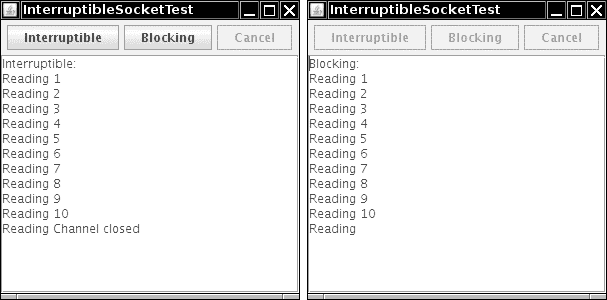 InterruptibleSocketTest
Interruptible Blocking Cancel
Interruptible:
Reading 1
Reading 2
Reading 3
Reading 4
Reading 5
Reading 6
Reading 7
Reading 8
Reading 9
Reading 10
Reading Channel closed
InterruptibleSocketTest
Interruptible Blocking Cancel
Blocking:
Reading 1
Reading 2
Reading 3
Reading 4
Reading 5
Reading 6
Reading 7
Reading 8
Reading 9
Reading 10
Reading